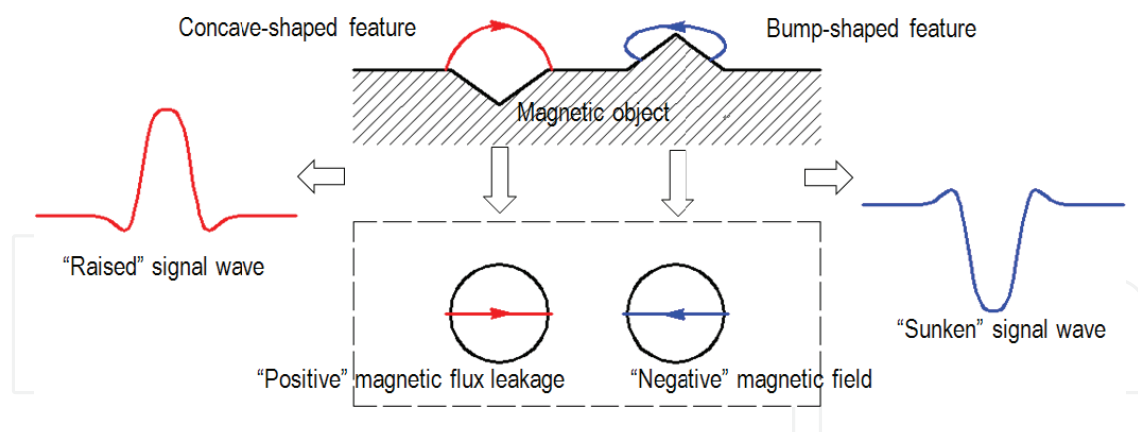 Concave-shaped feature
Bump-shaped feature
Magnetic object
“Raised” signal wave
“Sunken” signal wave
“Positive” magnetic flux leakage
“Negative” magnetic field